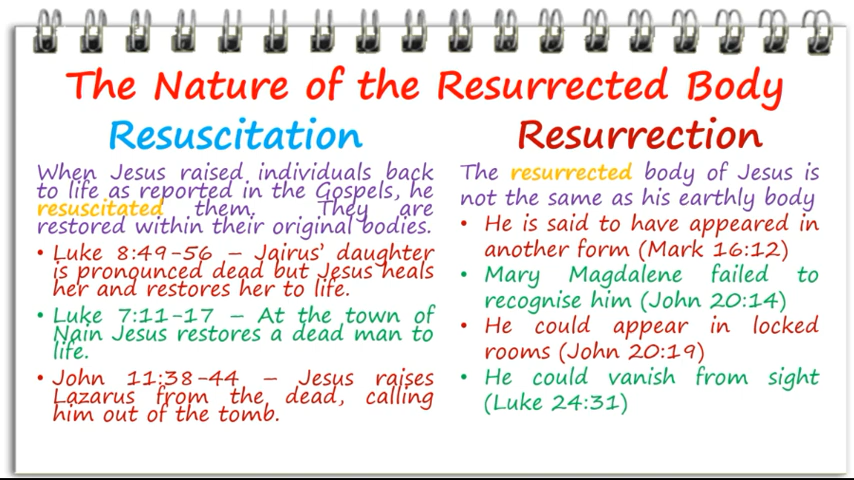 The Nature of the Resurrected Body
Resuscitation
When Jesus raised individuals back
to life as reported in the Gospels, he
resuscitated them. They are
restored within their original bodies.
• Luke 8:49-56 – Jairus' daughter
is pronounced dead but Jesus heals
her and restores her to life.
• Luke 7:11-17 – At the town of
Nain Jesus restores a dead man to
life.
• John 11:38-44 – Jesus raises
Lazarus from the dead, calling
him out of the tomb.
Resurrection
The resurrected body of Jesus is
not the same as his earthly body
• He is said to have appeared in
another form (Mark 16:12)
• Mary Magdalene failed to
recognise him (John 20:14)
• He could appear in locked
rooms (John 20:19)
• He could vanish from sight
(Luke 24:31)